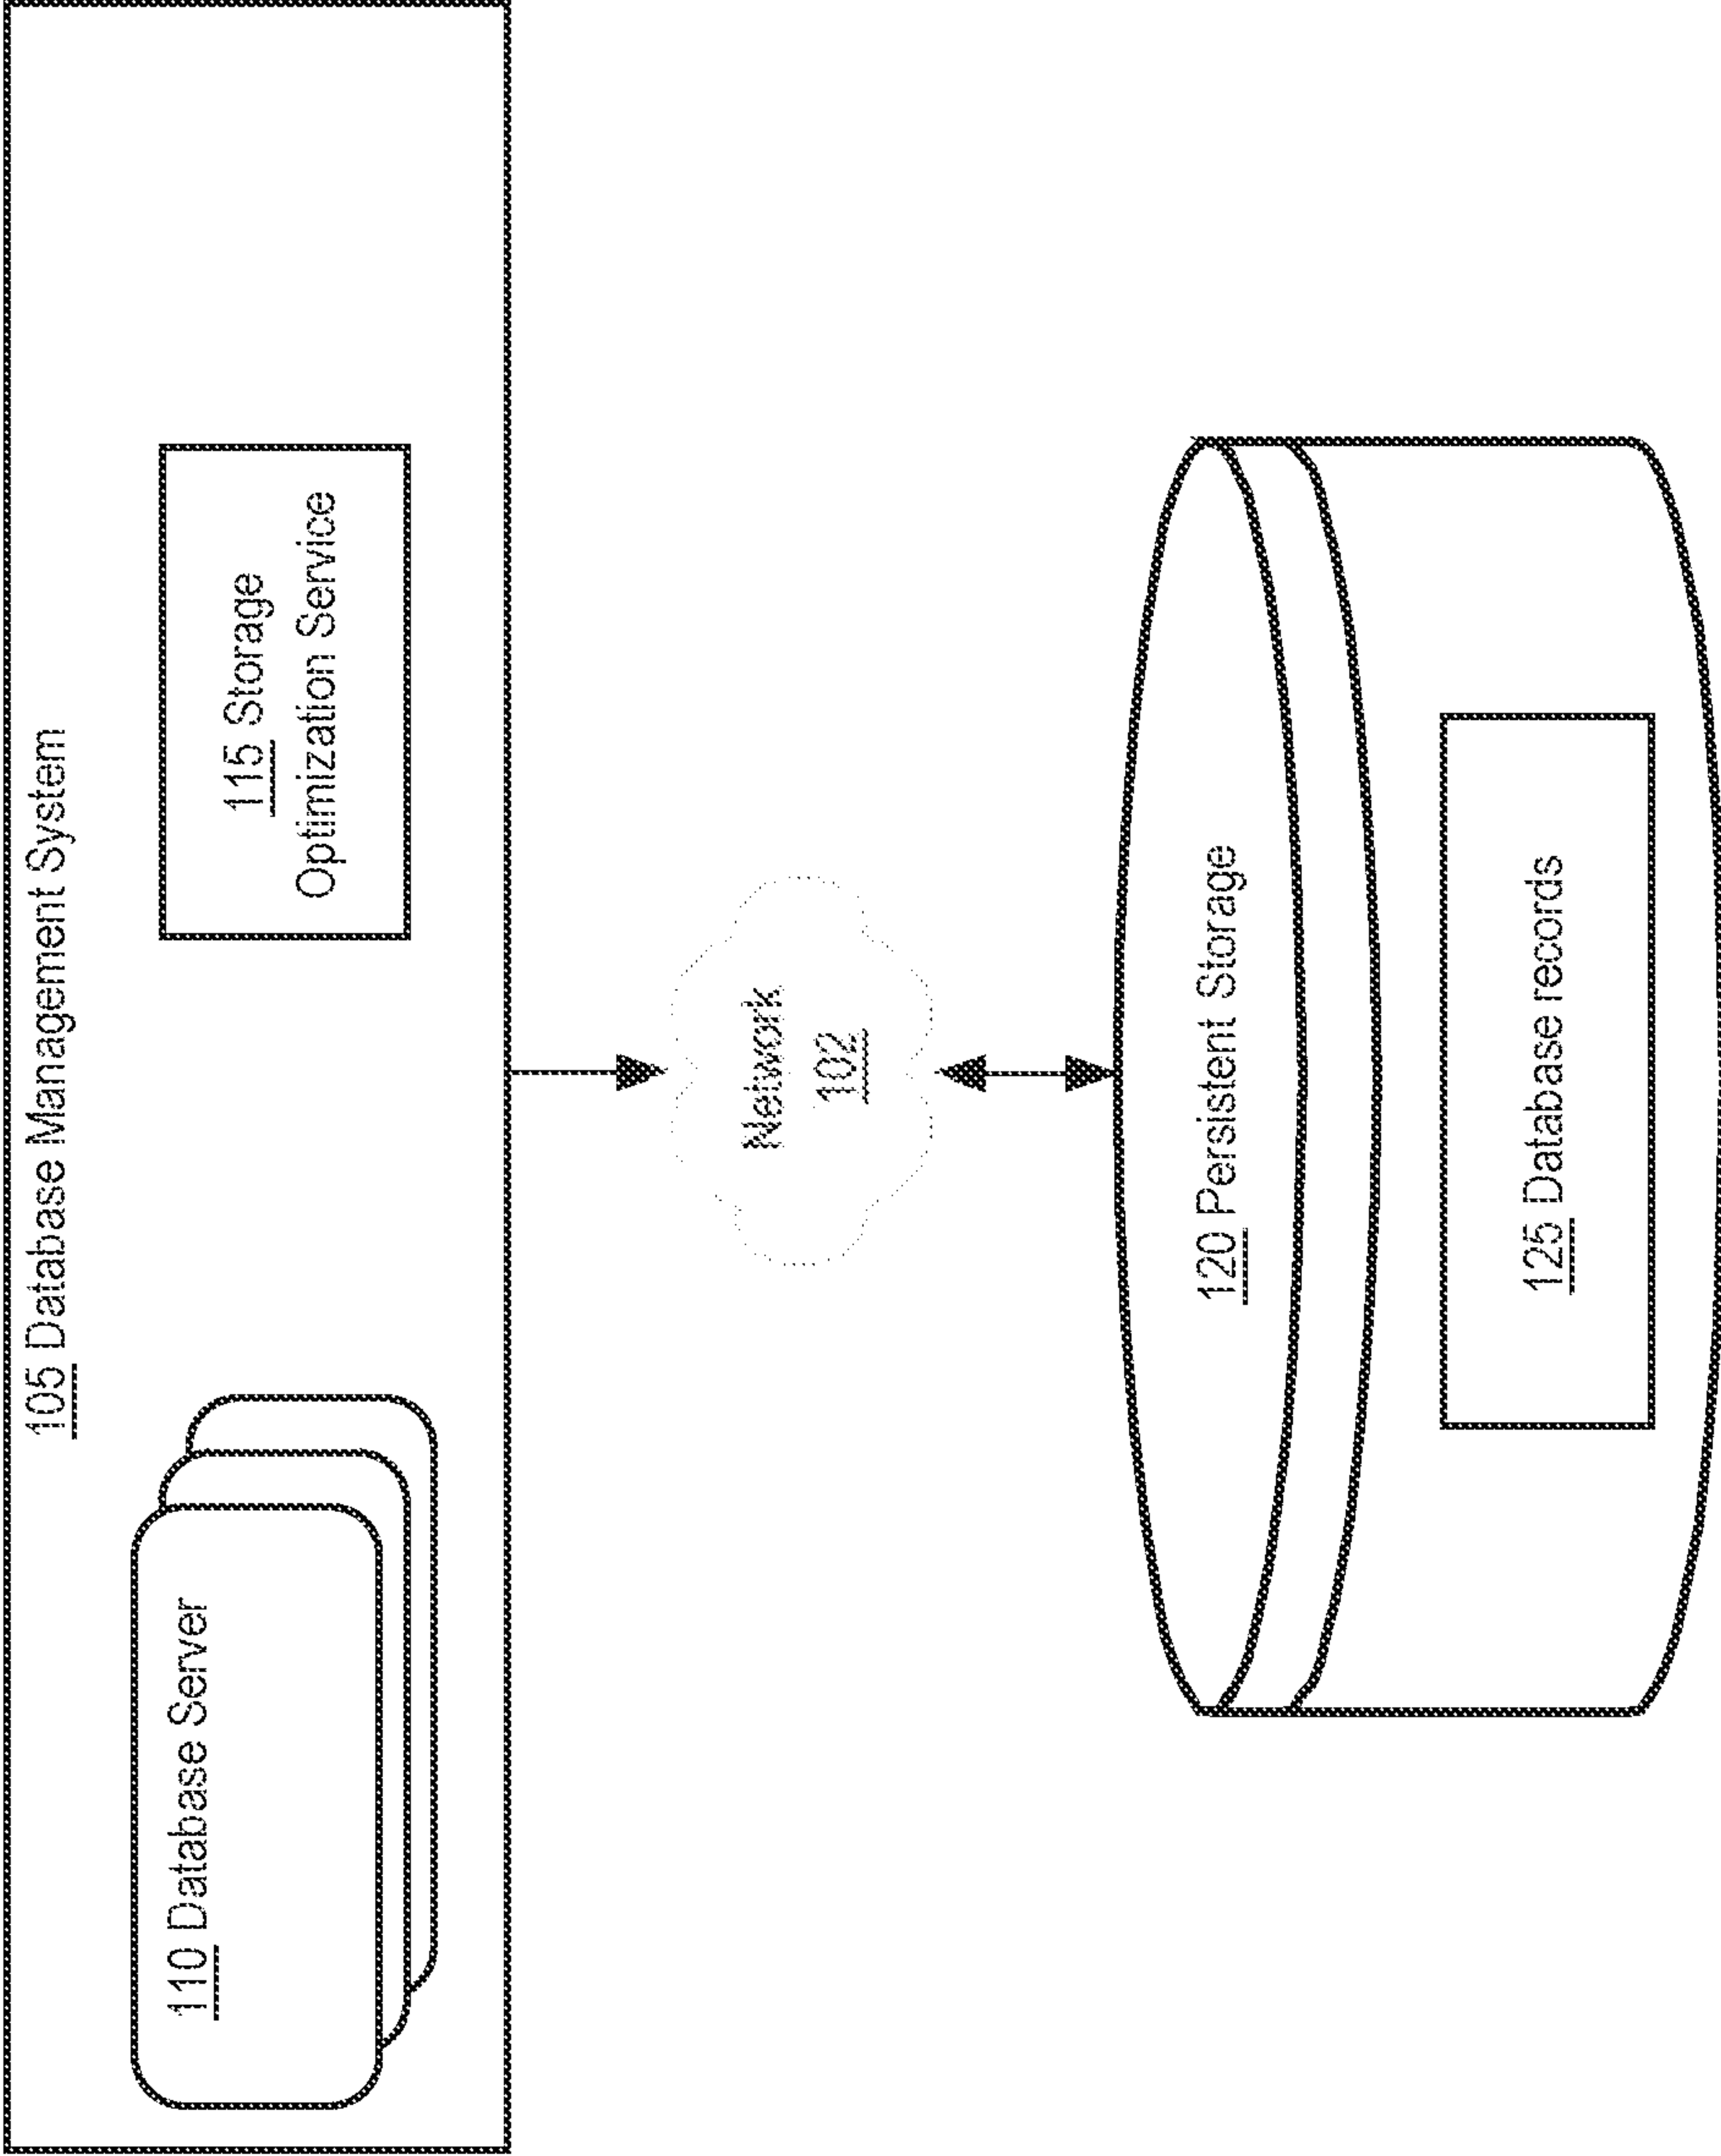 105 Database Management System
110 Database Server
115 Storage
Optimization Service
Network
102
120 Persistent Storage
125 Database records